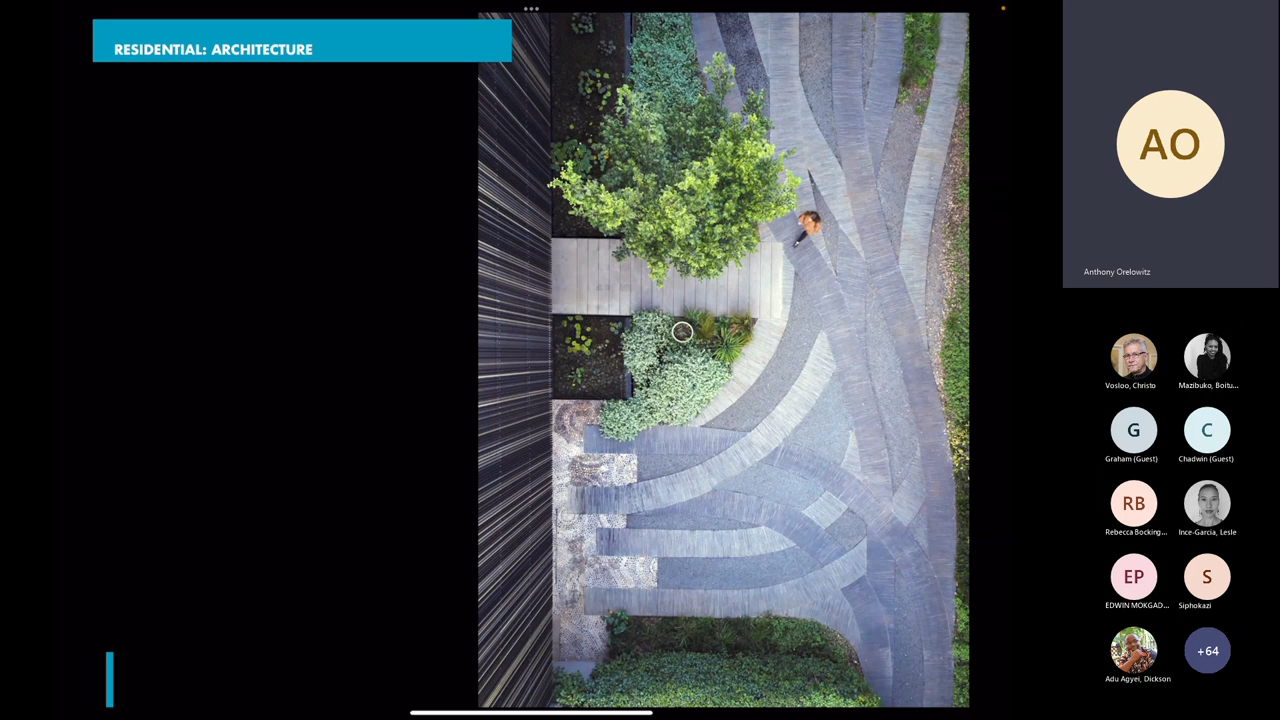 RESIDENTIAL: ARCHITECTURE
AO
Anthony Orelowitz
Vosloo, Christo
Mazibuko, Boitu...
G
C
Graham (Guest)
Chadwin (Guest)
RB
Rebecca Bocking...
Ince-Garcia, Lesle
EP
S
EDWIN MOKGAD...
Siphokazi
+64
Adu Agyei, Dickson